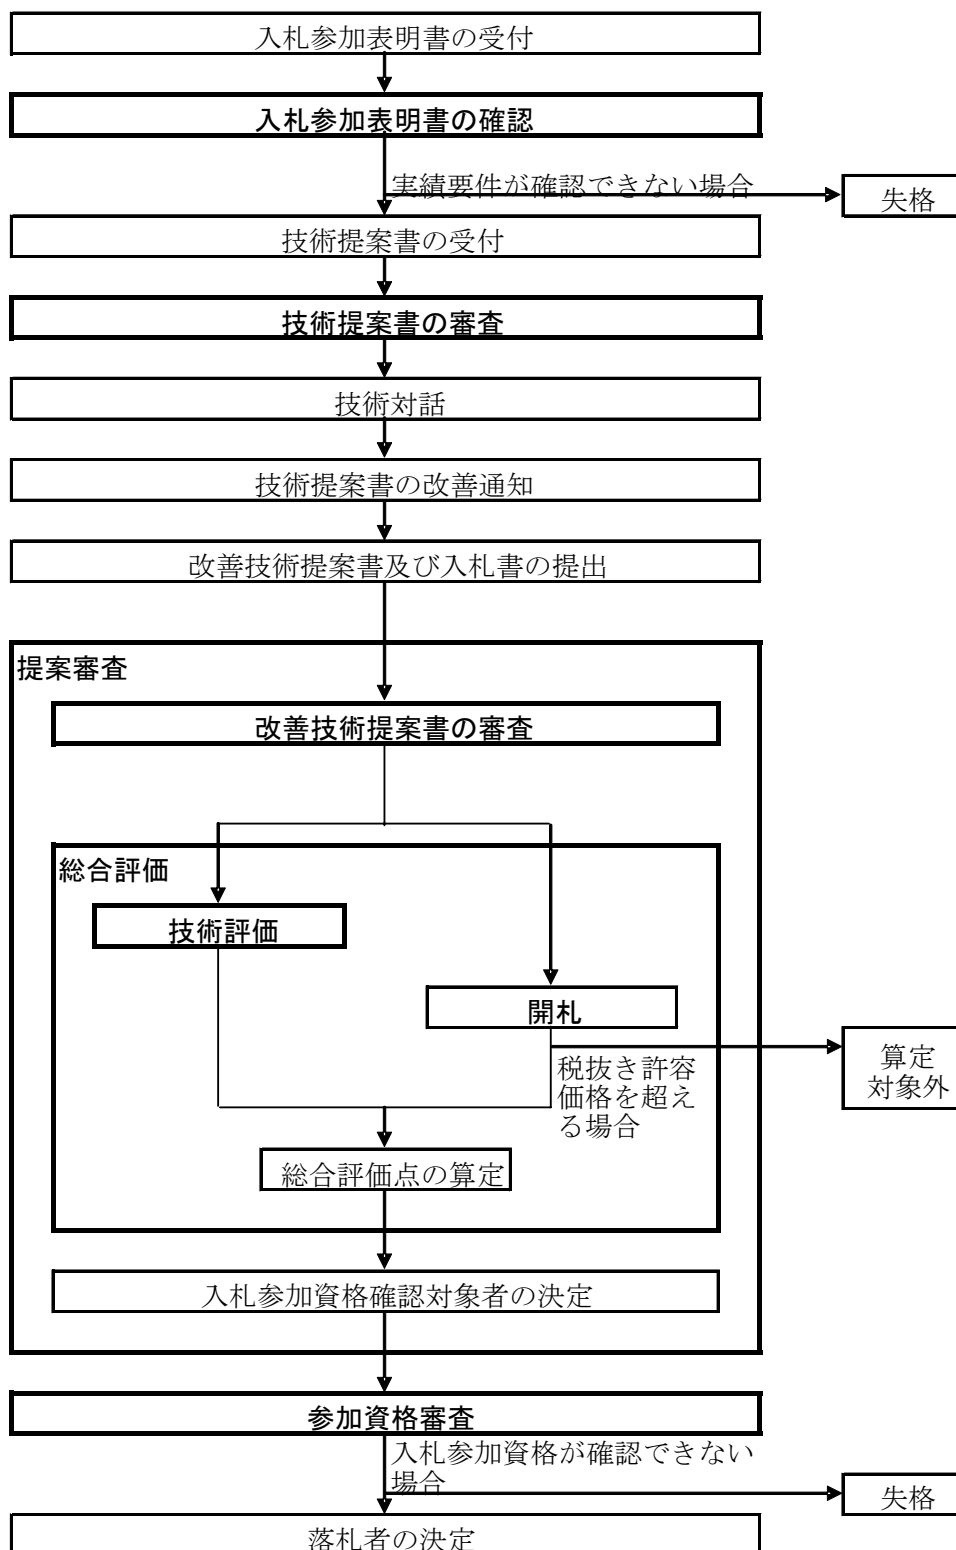 入札参加表明書の受付
入札参加表明書の確認
実績要件が確認できない場合
失格
技術提案書の受付
技術提案書の審査
技術対話
技術提案書の改善通知
改善技術提案書及び入札書の提出
提案審査
改善技術提案書の審査
総合評価
技術評価
開札
税抜き許容
価格を超え
る場合
算定
対象外
総合評価点の算定
入札参加資格確認対象者の決定
参加資格審査
入札参加資格が確認できない
場合
失格
落札者の決定